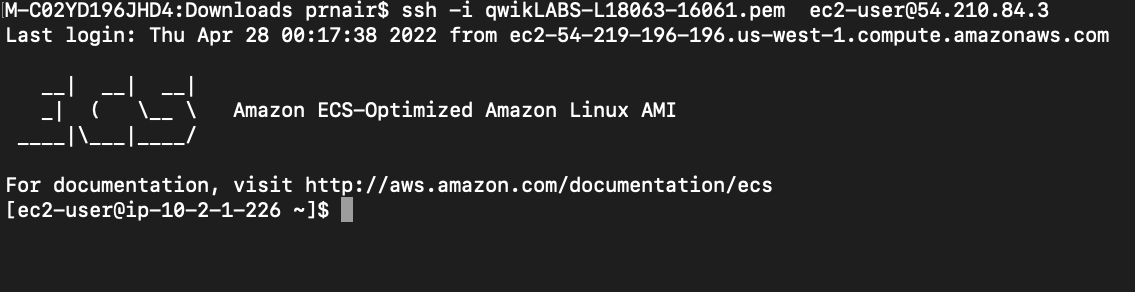 M-C02YD196JHD4:Downloads prnair$ ssh -i qwikLABS-L18063-16061.pem  ec2-user@54.210.84.3
Last login: Thu Apr 28 00:17:38 2022 from ec2-54-219-196-196.us-west-1.compute.amazonaws.com

   __|  __|  __|
   _|  (   \__ \   Amazon ECS-Optimized Amazon Linux AMI
 ____|\___|____/

For documentation, visit http://aws.amazon.com/documentation/ecs
[ec2-user@ip-10-2-1-226 ~]$